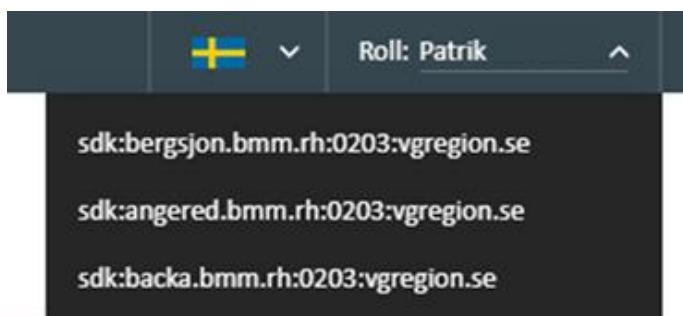 Roll: Patrik
sdk:bergsjon.bmm.rh:0203:vgregion.se
sdk:angered.bmm.rh:0203:vgregion.se
sdk:backa.bmm.rh:0203:vgregion.se